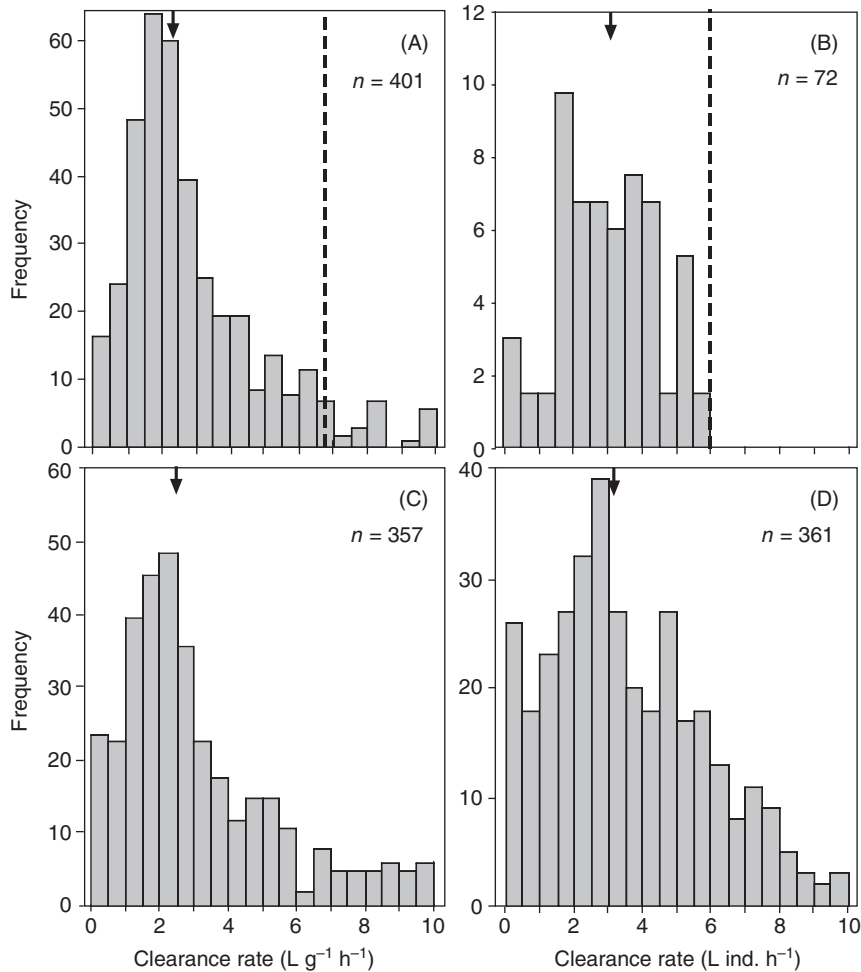 (A)
n = 401
60
50
40
30
20
10
0
Frequency
(B)
n = 72
12
10
8
6
4
2
0
(C)
n = 357
60
50
40
30
20
10
0
Frequency
0 2 4 6 8 10
Clearance rate (L g⁻¹ h⁻¹)
(D)
n = 361
40
30
20
10
0
0 2 4 6 8 10
Clearance rate (L ind. h⁻¹)